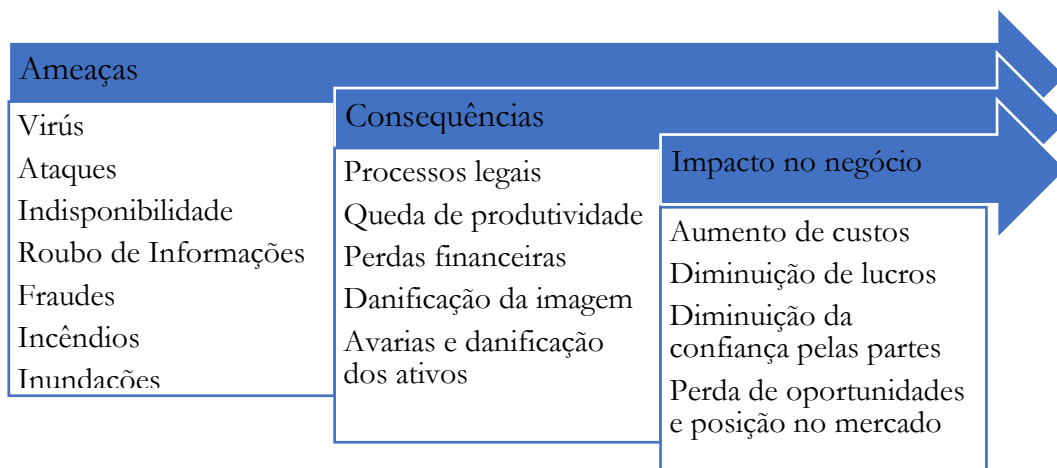 Ameaças
Virús
Ataques
Indisponibilidade
Roubo de Informações
Fraudes
Incêndios
Inundações
Consequências
Processos legais
Queda de produtividade
Perdas financeiras
Danificação da imagem
Avarias e danificação
dos ativos
Impacto no negócio
Aumento de custos
Diminuição de lucros
Diminuição da
confiança pelas partes
Perda de oportunidades
e posição no mercado